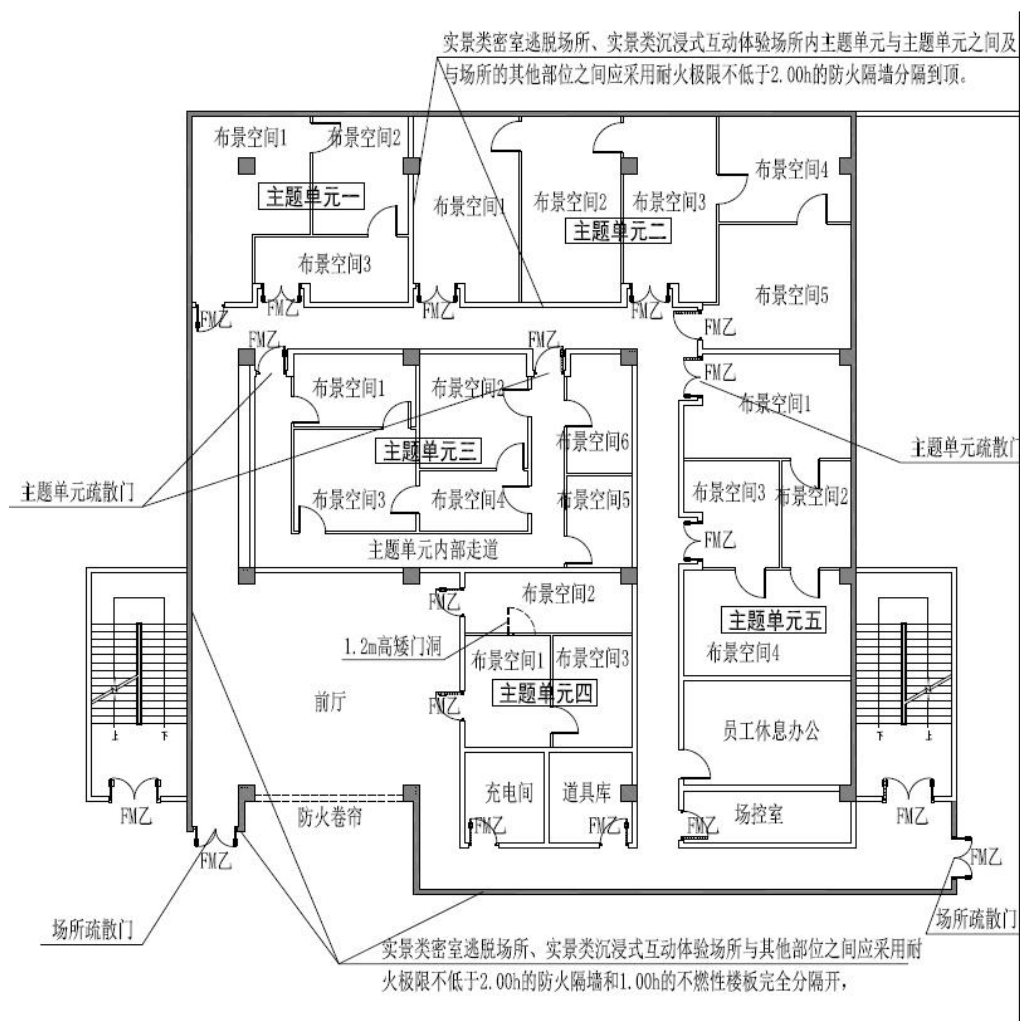 实景类密室逃脱场所、实景类沉浸式互动体验场所内主题单元与主题单元之间及
与场所的其他部位之间应采用耐火极限不低于2.00h的防火隔墙分隔到顶。
布景空间1
布景空间2
主题单元一
布景空间3
布景空间1
布景空间2
布景空间3
主题单元二
布景空间4
布景空间5
FM乙
FM乙
FM乙
FM乙
FM乙
FM乙
FM乙
FM乙
布景空间1
布景空间2
主题单元三
布景空间3
布景空间4
布景空间6
布景空间5
主题单元内部走道
主题单元疏散门
布景空间1
主题单元疏散门
布景空间3
布景空间2
FM乙
主题单元五
布景空间4
FM乙
布景空间2
1.2m高矮门洞
布景空间1
布景空间3
主题单元四
FM乙
前厅
上
下
下
上
员工休息办公
充电间
道具库
场控室
FM乙
FM乙
FM乙
FM乙
防火卷帘
FM乙
FM乙
FM乙
场所疏散门
场所疏散门
实景类密室逃脱场所、实景类沉浸式互动体验场所与其他部位之间应采用耐
火极限不低于2.00h的防火隔墙和1.00h的不燃性楼板完全分隔开，